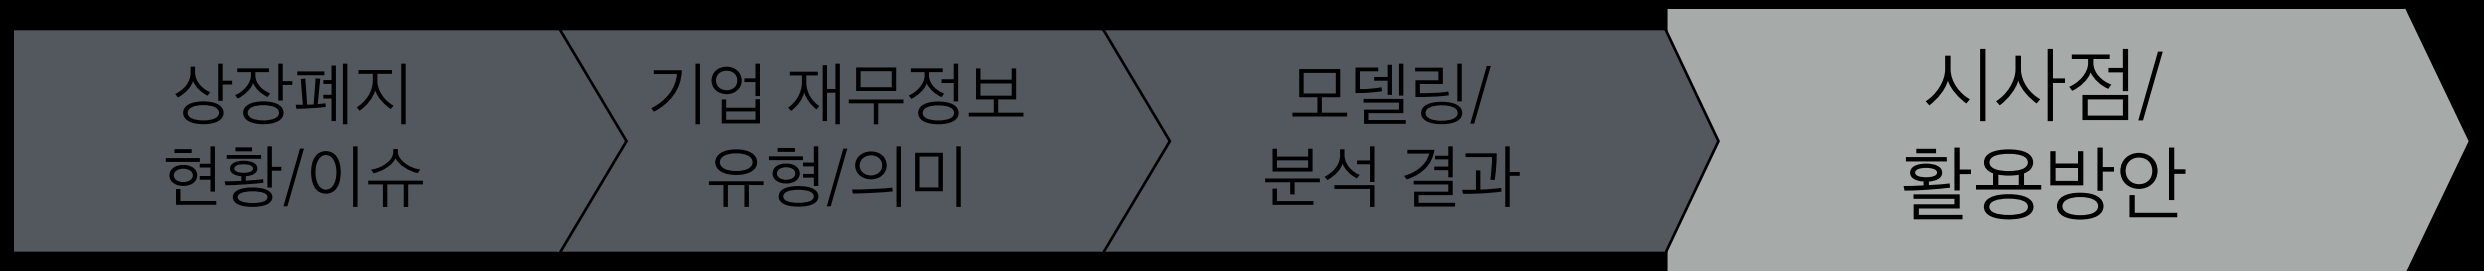 상장폐지
현황/이슈
기업 재무정보
유형/의미
모델링/
분석 결과
시사점/
활용방안